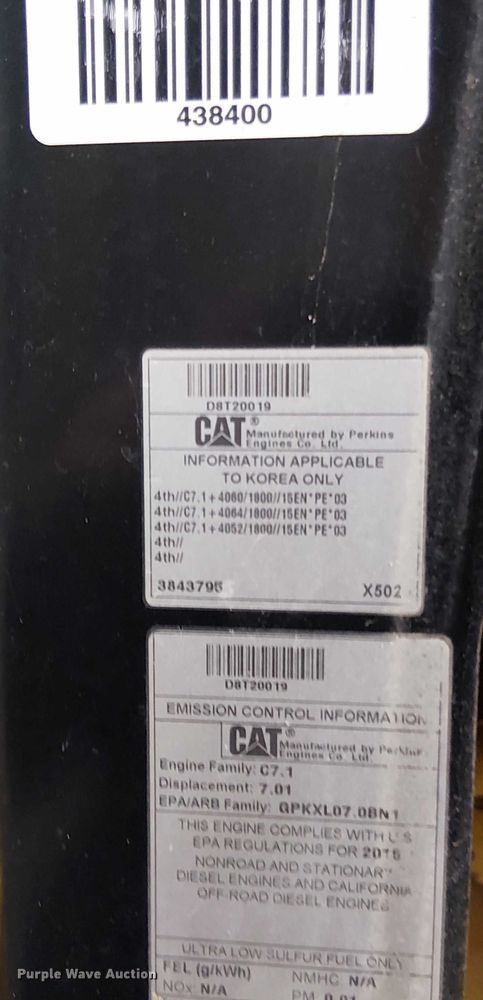 438400
D8T20019
CAT®
Manufactured by Perkins
Engines Co. Ltd.
INFORMATION APPLICABLE
TO KOREA ONLY
4th//C7.1+4060/1800//15EN*PE*03
4th//C7.1+4064/1800//15EN*PE*03
4th//C7.1+4052/1800//15EN*PE*03
4th//
4th//
3843795 X502
D8T20019
EMISSION CONTROL INFORMATION
CAT®
Manufactured by
Engines Co. Ltd.
Engine Family: C7.1
Displacement: 7.01
EPA/ARB Family: GPKXL07.0BN1
THIS ENGINE COMPLIES WITH U S
EPA REGULATIONS FOR
NONROAD AND STATIONARY
DIESEL ENGINES AND CALIFORNIA
OFF-ROAD DIESEL ENGINES
ULTRA LOW SULFUR FUEL ONLY
FEL (g/kWh) NMHC: N/A
NOx: N/A PM
Purple Wave Auction